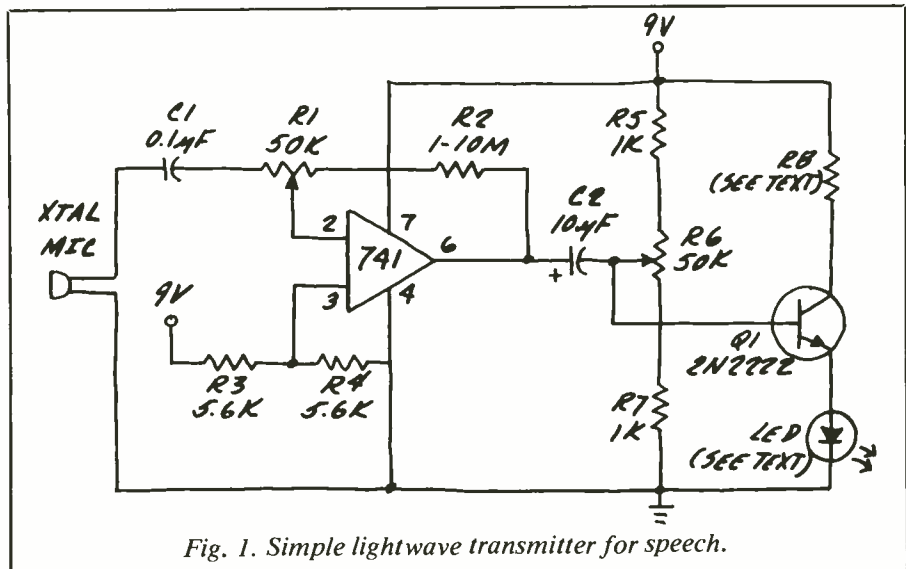 9V
C1
0.1µF
R1
50K
R2
1-10M
R5
1K
R8
(SEE TEXT)
XTAL
MIC
2
7
741
6
3
4
C2
10µF
+
R6
50K
9V
R3
5.6K
R4
5.6K
Q1
2N2222
R7
1K
LED
(SEE TEXT)
Fig. 1. Simple lightwave transmitter for speech.